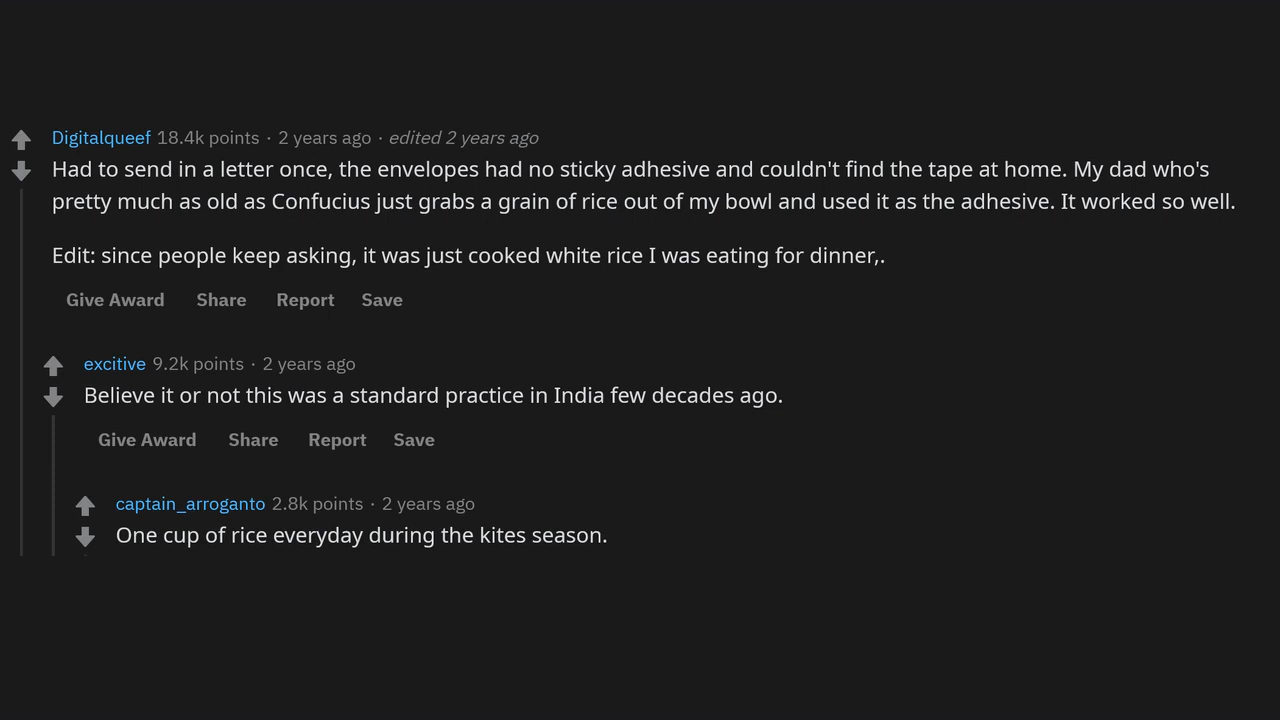 Digitalqueef 18.4k points · 2 years ago · edited 2 years ago
Had to send in a letter once, the envelopes had no sticky adhesive and couldn't find the tape at home. My dad who's
pretty much as old as Confucius just grabs a grain of rice out of my bowl and used it as the adhesive. It worked so well.
Edit: since people keep asking, it was just cooked white rice I was eating for dinner,.
Give Award Share Report Save
excitive 9.2k points · 2 years ago
Believe it or not this was a standard practice in India few decades ago.
Give Award Share Report Save
captain_arroganto 2.8k points · 2 years ago
One cup of rice everyday during the kites season.